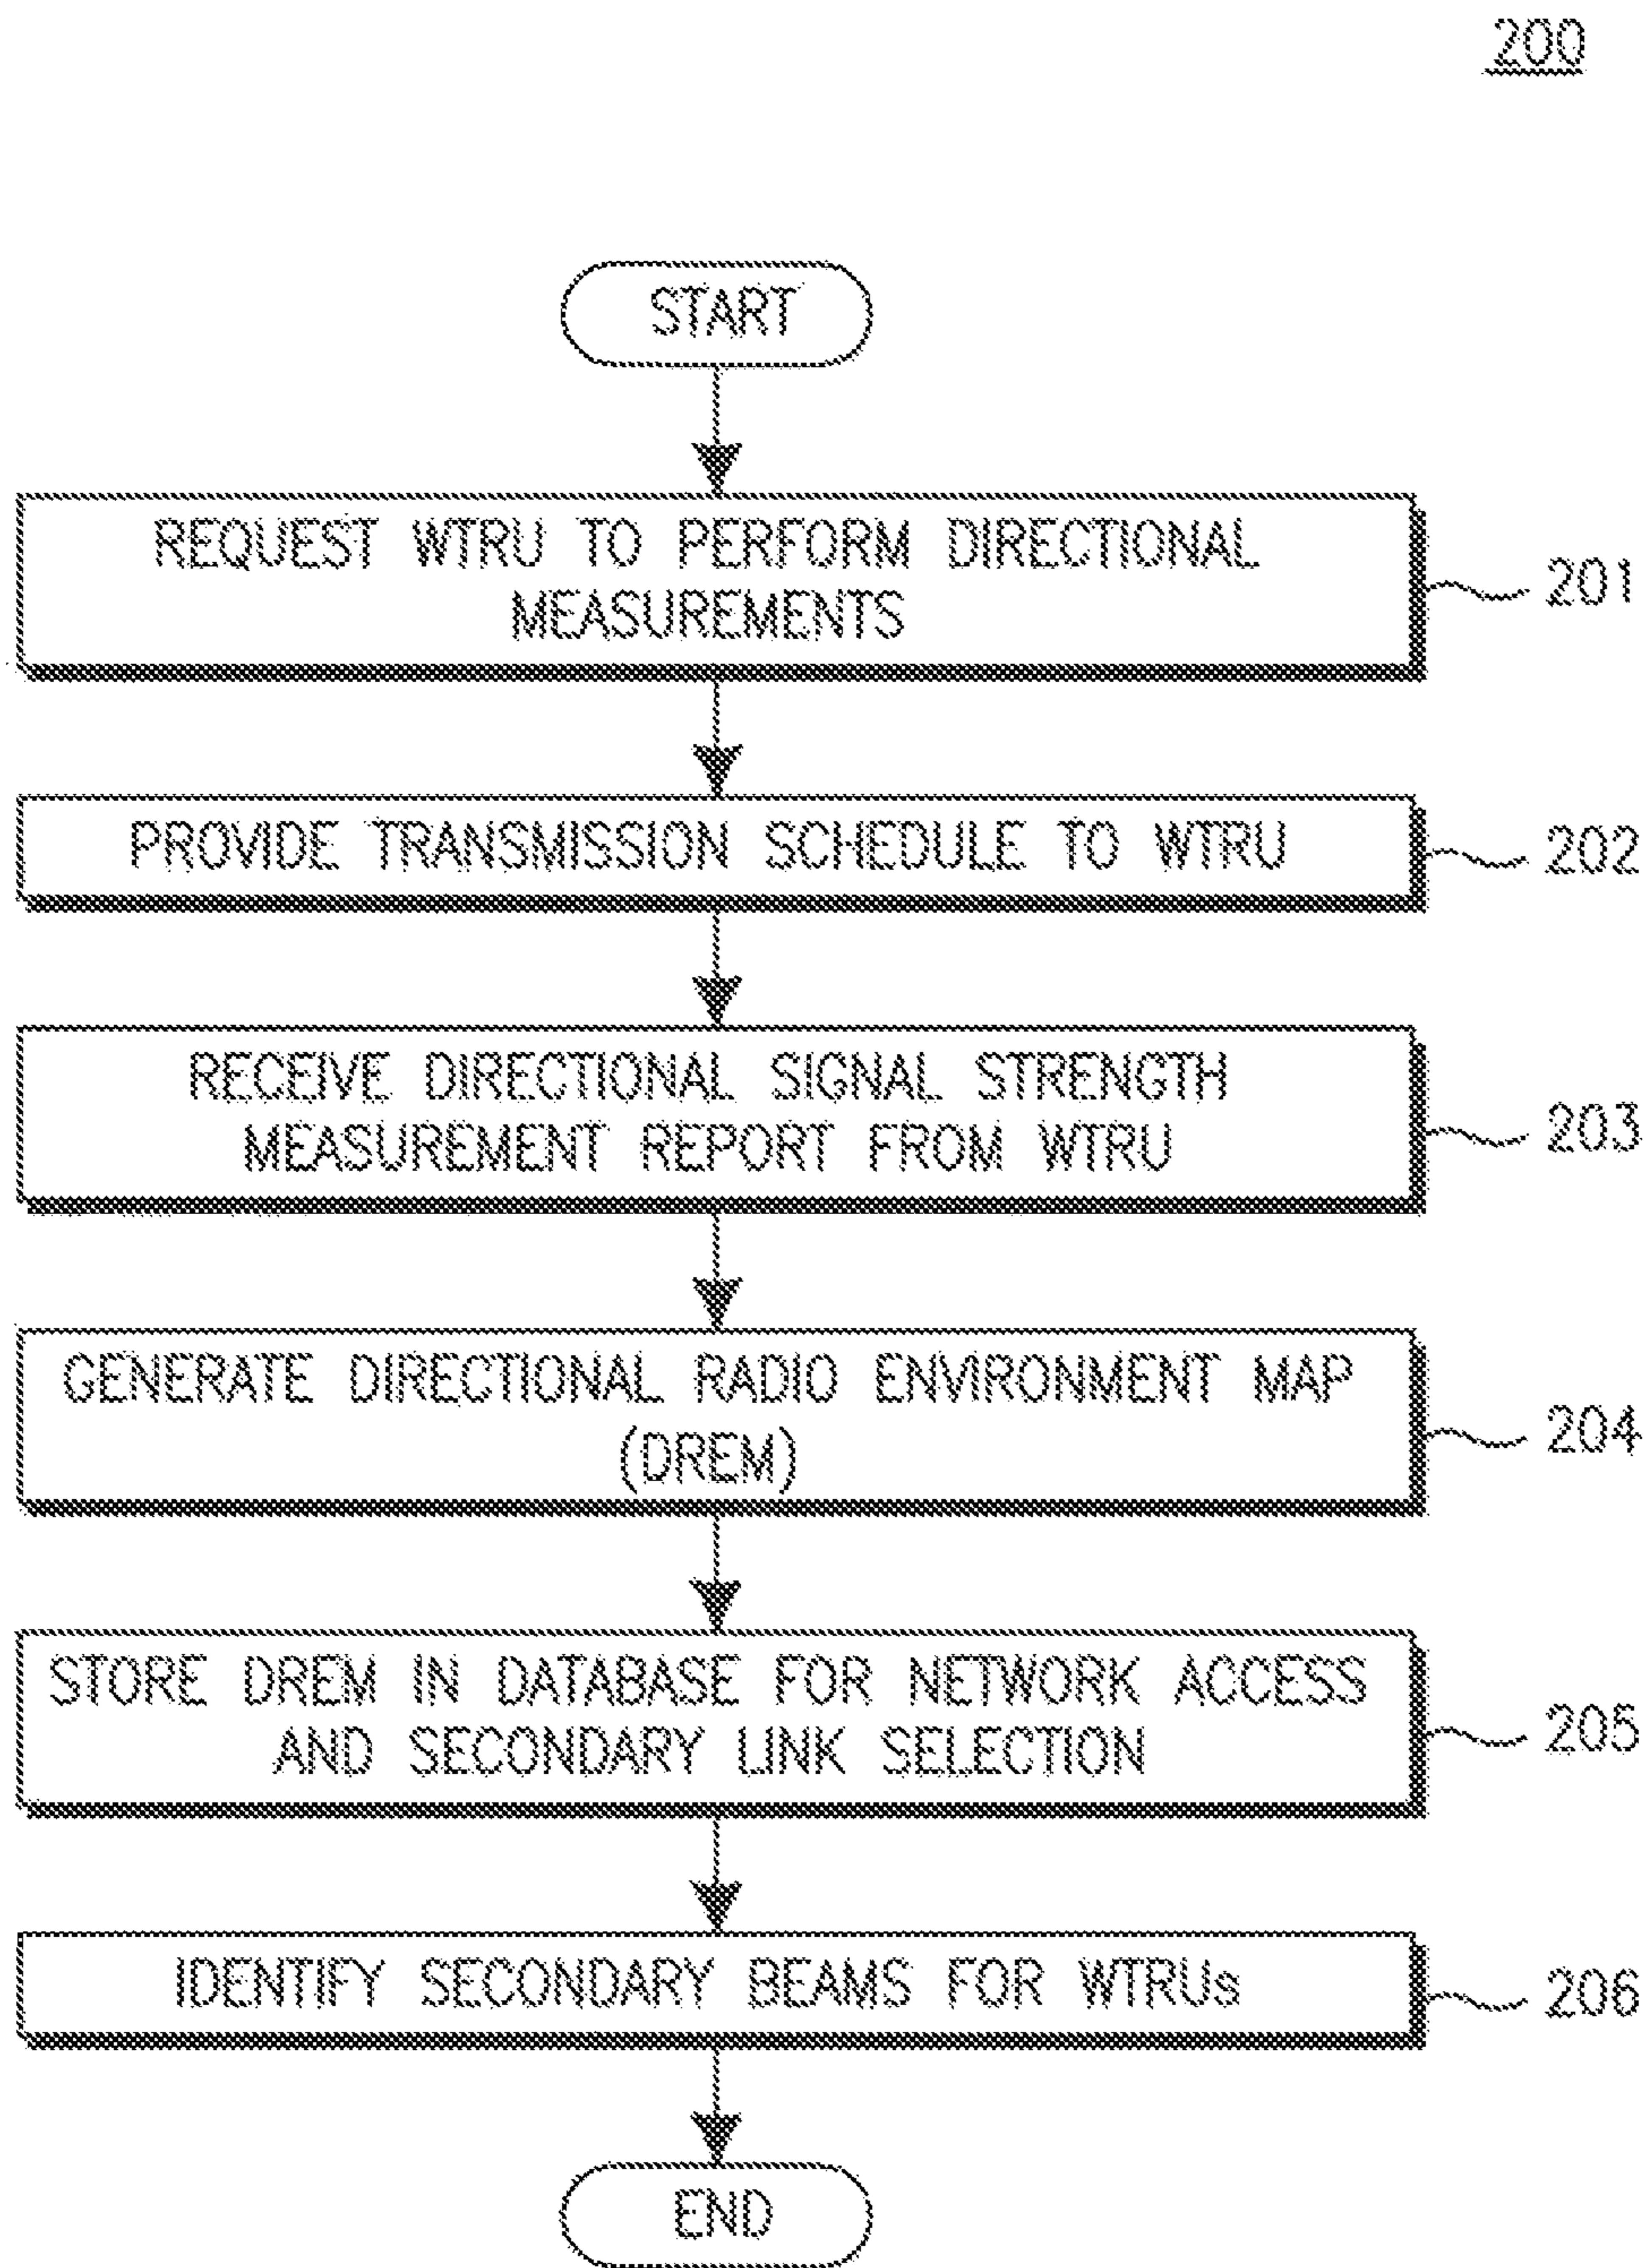 200
START
REQUEST WTRU TO PERFORM DIRECTIONAL
MEASUREMENTS
201
PROVIDE TRANSMISSION SCHEDULE TO WTRU
202
RECEIVE DIRECTIONAL SIGNAL STRENGTH
MEASUREMENT REPORT FROM WTRU
203
GENERATE DIRECTIONAL RADIO ENVIRONMENT MAP
(DREM)
204
STORE DREM IN DATABASE FOR NETWORK ACCESS
AND SECONDARY LINK SELECTION
205
IDENTIFY SECONDARY BEAMS FOR WTRUs
206
END